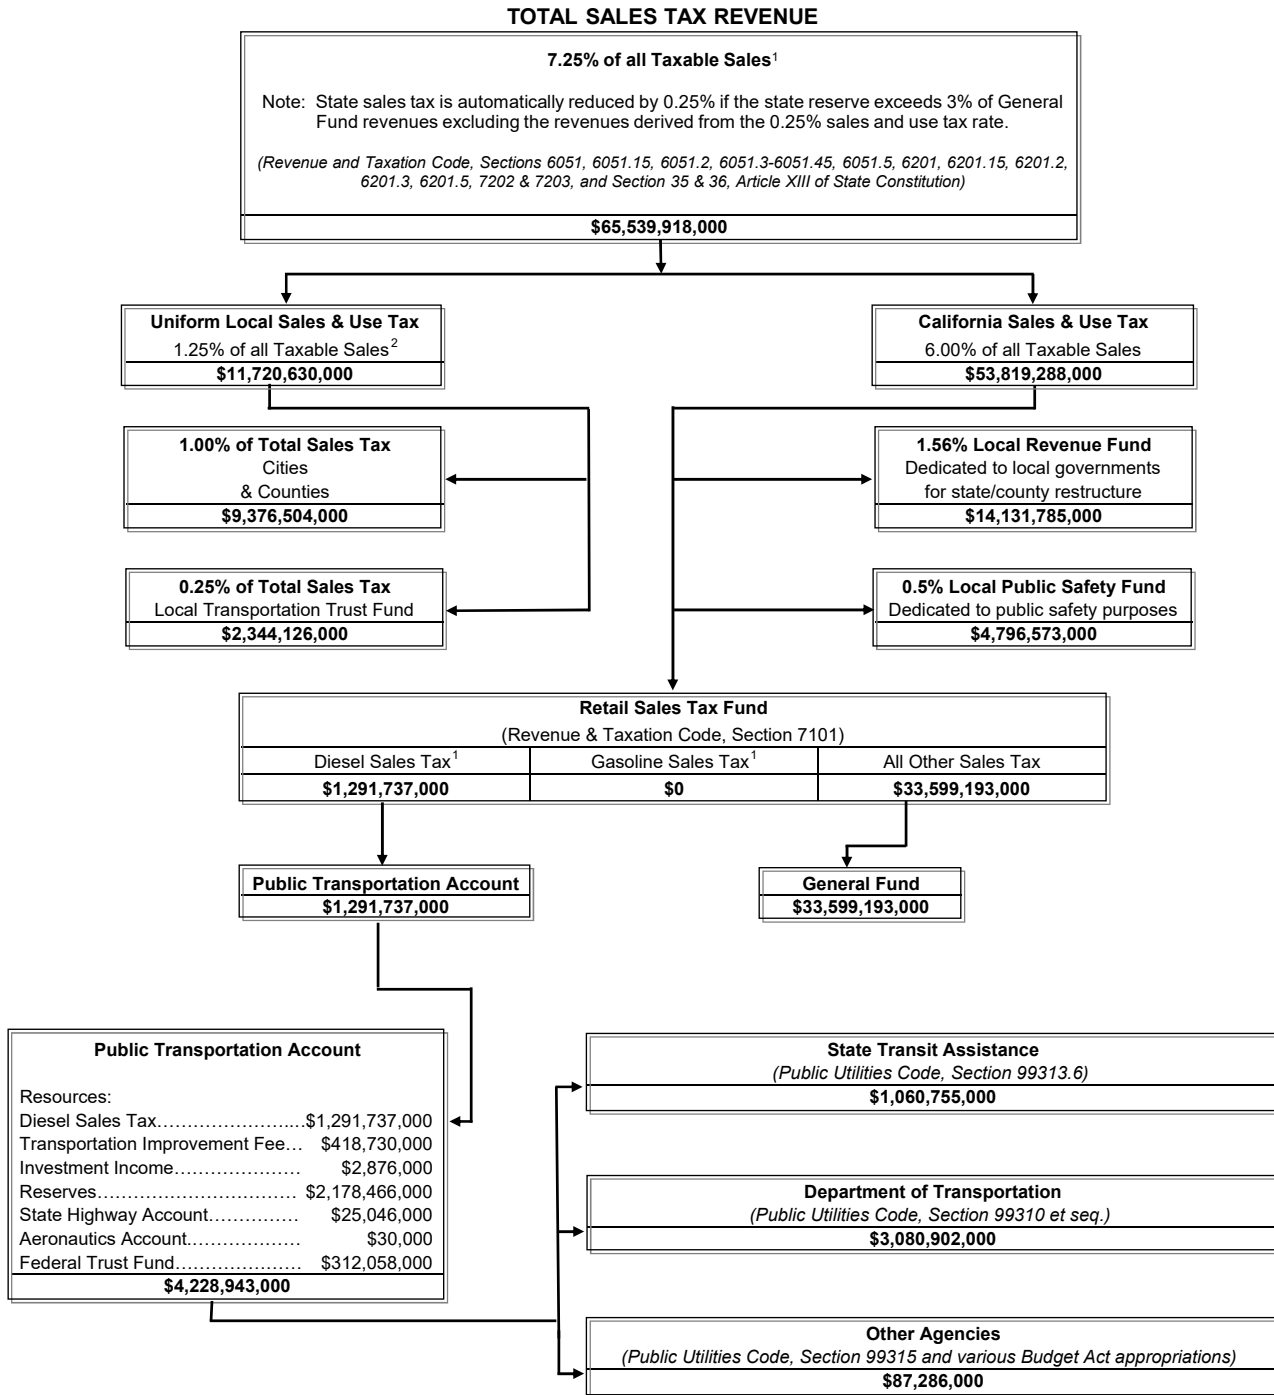 TOTAL SALES TAX REVENUE
7.25% of all Taxable Sales1
Note: State sales tax is automatically reduced by 0.25% if the state reserve exceeds 3% of General
Fund revenues excluding the revenues derived from the 0.25% sales and use tax rate.
(Revenue and Taxation Code, Sections 6051, 6051.15, 6051.2, 6051.3-6051.45, 6051.5, 6201, 6201.15, 6201.2,
6201.3, 6201.5, 7202 & 7203, and Section 35 & 36, Article XIII of State Constitution)
$65,539,918,000
Uniform Local Sales & Use Tax
1.25% of all Taxable Sales2
$11,720,630,000
California Sales & Use Tax
6.00% of all Taxable Sales
$53,819,288,000
1.00% of Total Sales Tax
Cities
& Counties
$9,376,504,000
1.56% Local Revenue Fund
Dedicated to local governments
for state/county restructure
$14,131,785,000
0.25% of Total Sales Tax
Local Transportation Trust Fund
$2,344,126,000
0.5% Local Public Safety Fund
Dedicated to public safety purposes
$4,796,573,000
Retail Sales Tax Fund
(Revenue & Taxation Code, Section 7101)
Diesel Sales Tax1 Gasoline Sales Tax1 All Other Sales Tax
$1,291,737,000 $0 $33,599,193,000
Public Transportation Account
$1,291,737,000
General Fund
$33,599,193,000
Public Transportation Account
Resources:
Diesel Sales Tax……………………...$1,291,737,000
Transportation Improvement Fee… $418,730,000
Investment Income………………… $2,876,000
Reserves…………………………… $2,178,466,000
State Highway Account…………… $25,046,000
Aeronautics Account.……………… $30,000
Federal Trust Fund………………… $312,058,000
$4,228,943,000
State Transit Assistance
(Public Utilities Code, Section 99313.6)
$1,060,755,000
Department of Transportation
(Public Utilities Code, Section 99310 et seq.)
$3,080,902,000
Other Agencies
(Public Utilities Code, Section 99315 and various Budget Act appropriations)
$87,286,000